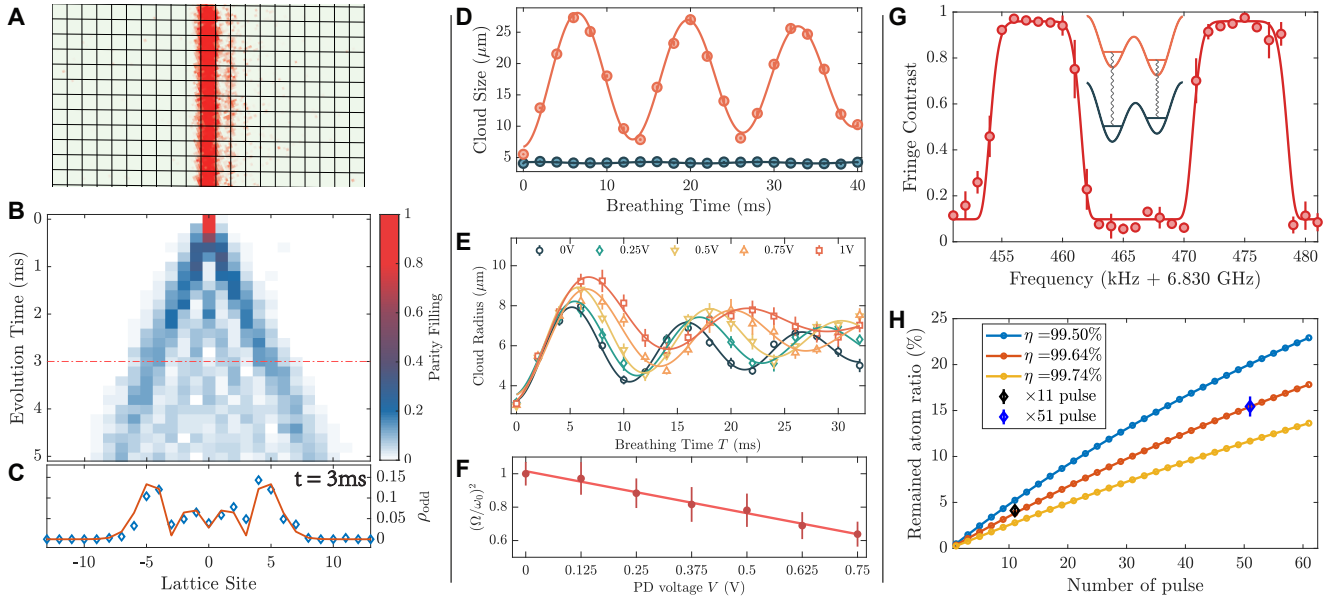 A
B
0
1
2
3
4
5
Evolution Time (ms)
1
0.8
0.6
0.4
0.2
0
Parity Filling
C
t = 3ms
0.15
0.1
0.05
0
ρodd
-10
-5
0
5
10
Lattice Site
D
25
20
15
10
5
Cloud Size (μm)
0
10
20
30
40
Breathing Time (ms)
E
0V
0.25V
0.5V
0.75V
1V
10
8
6
4
Cloud Radius (μm)
0
5
10
15
20
25
30
Breathing Time T (ms)
F
1
0.8
0.6
(Ω/ω0)²
0
0.125
0.25
0.375
0.5
0.625
0.75
PD voltage V (V)
G
1
0.8
0.6
0.4
0.2
0
Fringe Contrast
455
460
465
470
475
480
Frequency (kHz + 6.830 GHz)
H
η =99.50%
η =99.64%
η =99.74%
×11 pulse
×51 pulse
25
20
15
10
5
0
Remained atom ratio (%)
0
10
20
30
40
50
60
Number of pulse